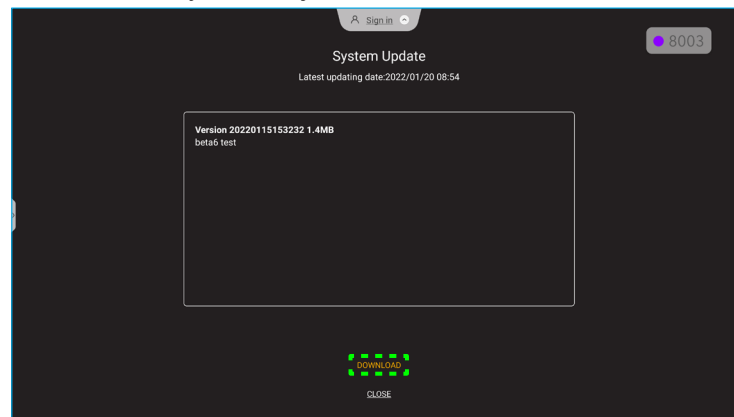 Sign in
8003
System Update
Latest updating date:2022/01/20 08:54
Version 20220115153232 1.4MB
beta6 test
DOWNLOAD
CLOSE